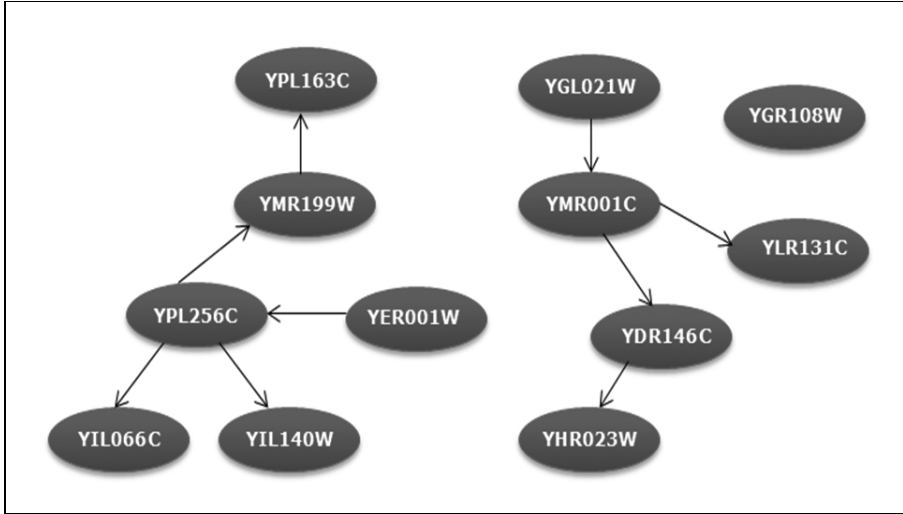 YPL163C
YGL021W
YGR108W
YMR199W
YMR001C
YLR131C
YPL256C
YER001W
YDR146C
YIL066C
YIL140W
YHR023W